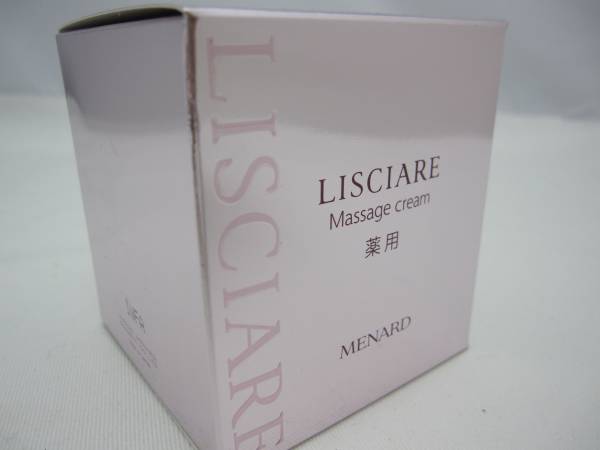 LISCIARE
LISCIARE
Massage cream
薬用
MENARD